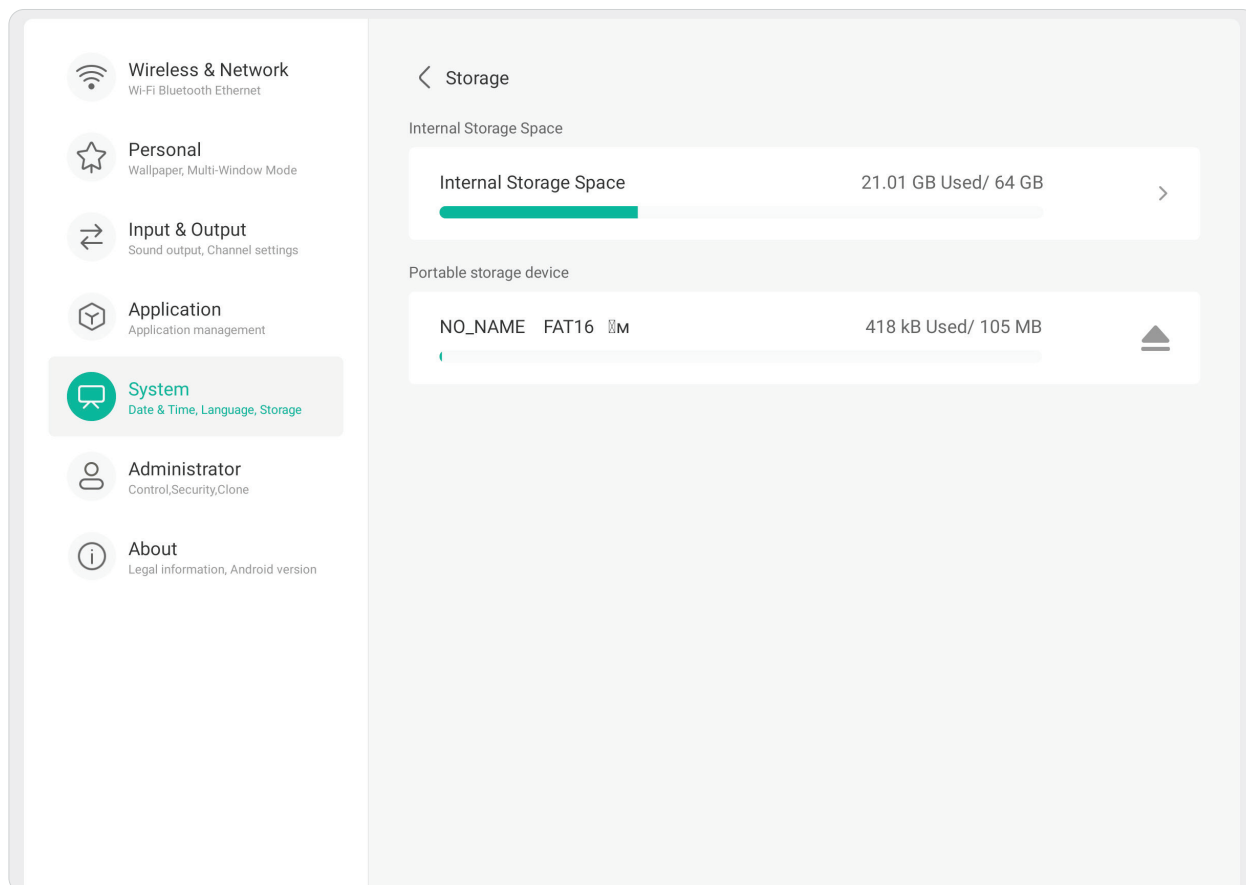 Wireless & Network
Wi-Fi Bluetooth Ethernet
Personal
Wallpaper, Multi-Window Mode
Input & Output
Sound output, Channel settings
Application
Application management
System
Date & Time, Language, Storage
Administrator
Control,Security,Clone
About
Legal information, Android version
Storage
Internal Storage Space
Internal Storage Space 21.01 GB Used/ 64 GB
Portable storage device
NO_NAME FAT16 418 kB Used/ 105 MB